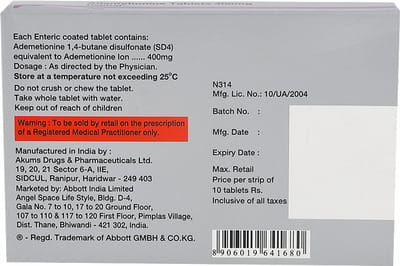 Ademetionine Tablets 400mg
Each Enteric coated tablet contains:
Ademetionine 1,4-butane disulfonate (SD4)
equivalent to Ademetionine Ion ...... 400mg
Dosage : As directed by the Physician.
Store at a temperature not exceeding 25°C
Do not crush or chew the tablet.
Take whole tablet with water.
Keep out of reach of children
Warning : To be sold by retail on the prescription
of a Registered Medical Practitioner only.
Manufactured in India by :
Akums Drugs & Pharmaceuticals Ltd.
19, 20, 21 Sector 6-A, IIE,
SIDCUL, Ranipur, Haridwar - 249 403
Marketed by: Abbott India Limited
Angel Space Life Style, Bldg. D-4,
Gala No. 7 to 10, 17 to 20 Ground Floor,
107 to 110 & 117 to 120 First Floor, Pimplas Village,
Dist. Thane, Bhiwandi - 421 302, India
® - Regd. Trademark of Abbott GMBH & CO.KG.
N314
Mfg. Lic. No.: 10/UA/2004
Batch No. :
Mfg. Date :
Expiry Date :
Max. Retail
Price per strip of
10 tablets Rs.
Inclusive of all taxes
8 906019 641680